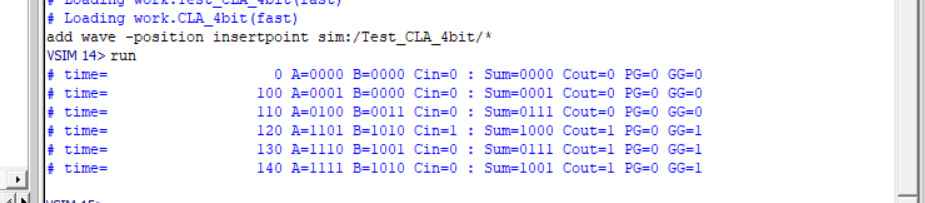 # Loading work.Test_CLA_4bit(fast)
# Loading work.CLA_4bit(fast)
add wave -position insertpoint sim:/Test_CLA_4bit/*
VSIM 14> run
# time=                   0 A=0000 B=0000 Cin=0 : Sum=0000 Cout=0 PG=0 GG=0
# time=                 100 A=0001 B=0000 Cin=0 : Sum=0001 Cout=0 PG=0 GG=0
# time=                 110 A=0100 B=0011 Cin=0 : Sum=0111 Cout=0 PG=0 GG=0
# time=                 120 A=1101 B=1010 Cin=1 : Sum=1000 Cout=1 PG=0 GG=1
# time=                 130 A=1110 B=1001 Cin=0 : Sum=0111 Cout=1 PG=0 GG=1
# time=                 140 A=1111 B=1010 Cin=0 : Sum=1001 Cout=1 PG=0 GG=1
VSIM 15>